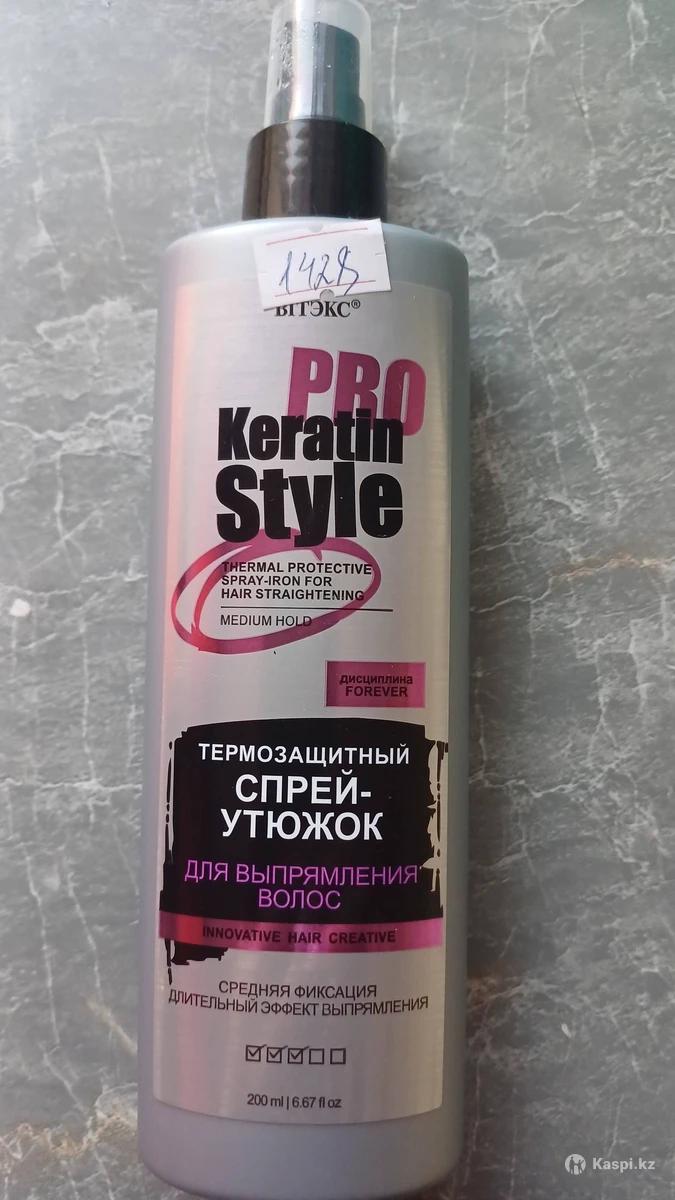 1428
ВІТЭКС®
PRO
Keratin
Style
THERMAL PROTECTIVE
SPRAY-IRON FOR
HAIR STRAIGHTENING
MEDIUM HOLD
дисциплина
FOREVER
ТЕРМОЗАЩИТНЫЙ
СПРЕЙ-
УТЮЖОК
ДЛЯ ВЫПРЯМЛЕНИЯ
ВОЛОС
INNOVATIVE HAIR CREATIVE
СРЕДНЯЯ ФИКСАЦИЯ
ДЛИТЕЛЬНЫЙ ЭФФЕКТ ВЫПРЯМЛЕНИЯ
200 ml | 6.67 fl oz
Kaspi.kz